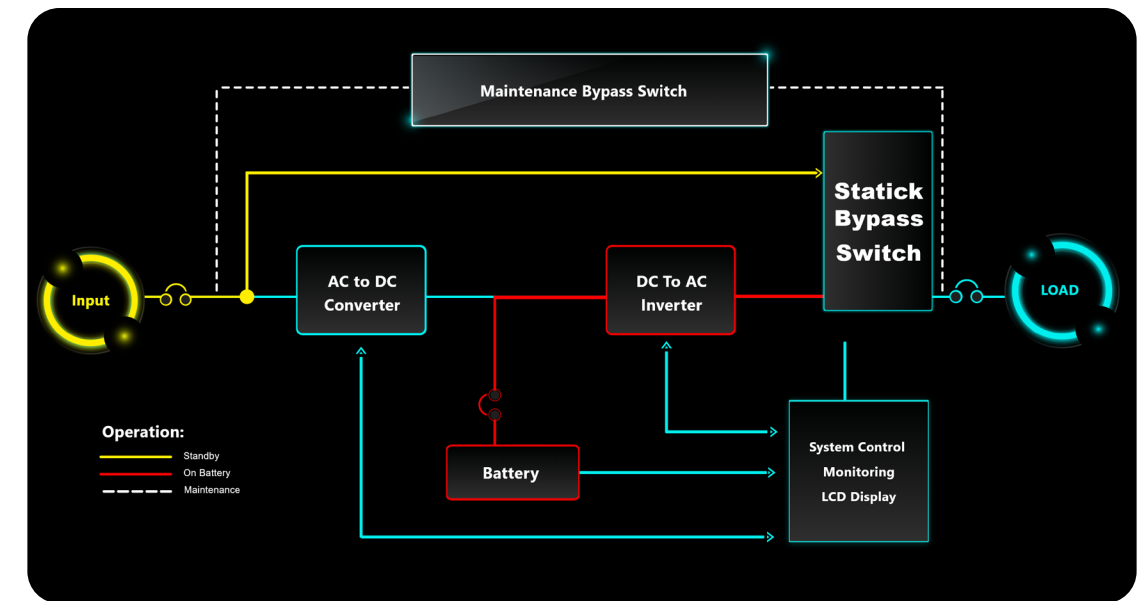 Maintenance Bypass Switch
Statick
Bypass
Switch
Input
AC to DC
Converter
DC To AC
Inverter
LOAD
Operation:
Standby
On Battery
Maintenance
Battery
System Control
Monitoring
LCD Display